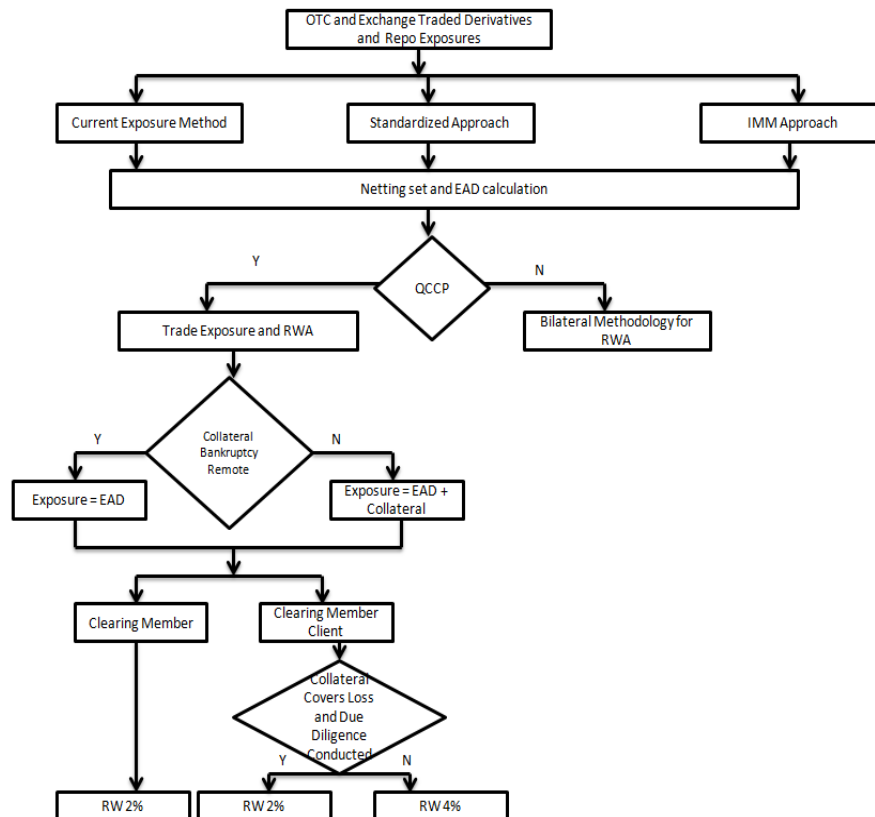 OTC and Exchange Traded Derivatives
and Repo Exposures
Current Exposure Method
Standardized Approach
IMM Approach
Netting set and EAD calculation
Y
N
QCCP
Trade Exposure and RWA
Bilateral Methodology for
RWA
Y
N
Collateral
Bankruptcy
Remote
Exposure = EAD
Exposure = EAD +
Collateral
Clearing Member
Clearing Member
Client
Collateral
Covers Loss
and Due
Diligence
Conducted
Y
N
RW 2%
RW 2%
RW 4%